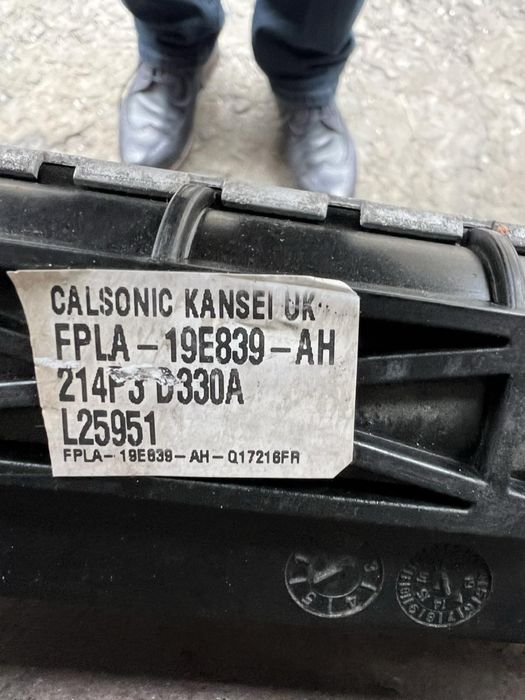 CALSONIC KANSEI UK
FPLA-19E839-AH
214P3 D330A
L25951
FPLA-19E839-AH-Q17216FR